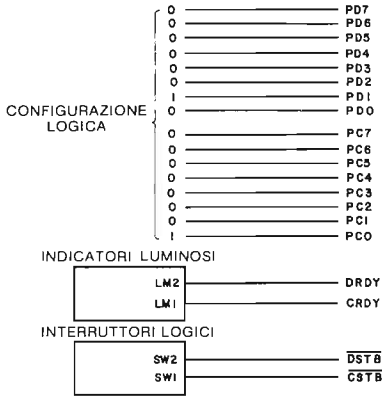 0 PD7
0 PD6
0 PD5
0 PD4
0 PD3
0 PD2
1 PD1
0 PD0
CONFIGURAZIONE
LOGICA
0 PC7
0 PC6
0 PC5
0 PC4
0 PC3
0 PC2
0 PC1
1 PC0
INDICATORI LUMINOSI
LM2 DRDY
LM1 CRDY
INTERRUTTORI LOGICI
SW2 D̅S̅T̅B̅
SW1 C̅S̅T̅B̅